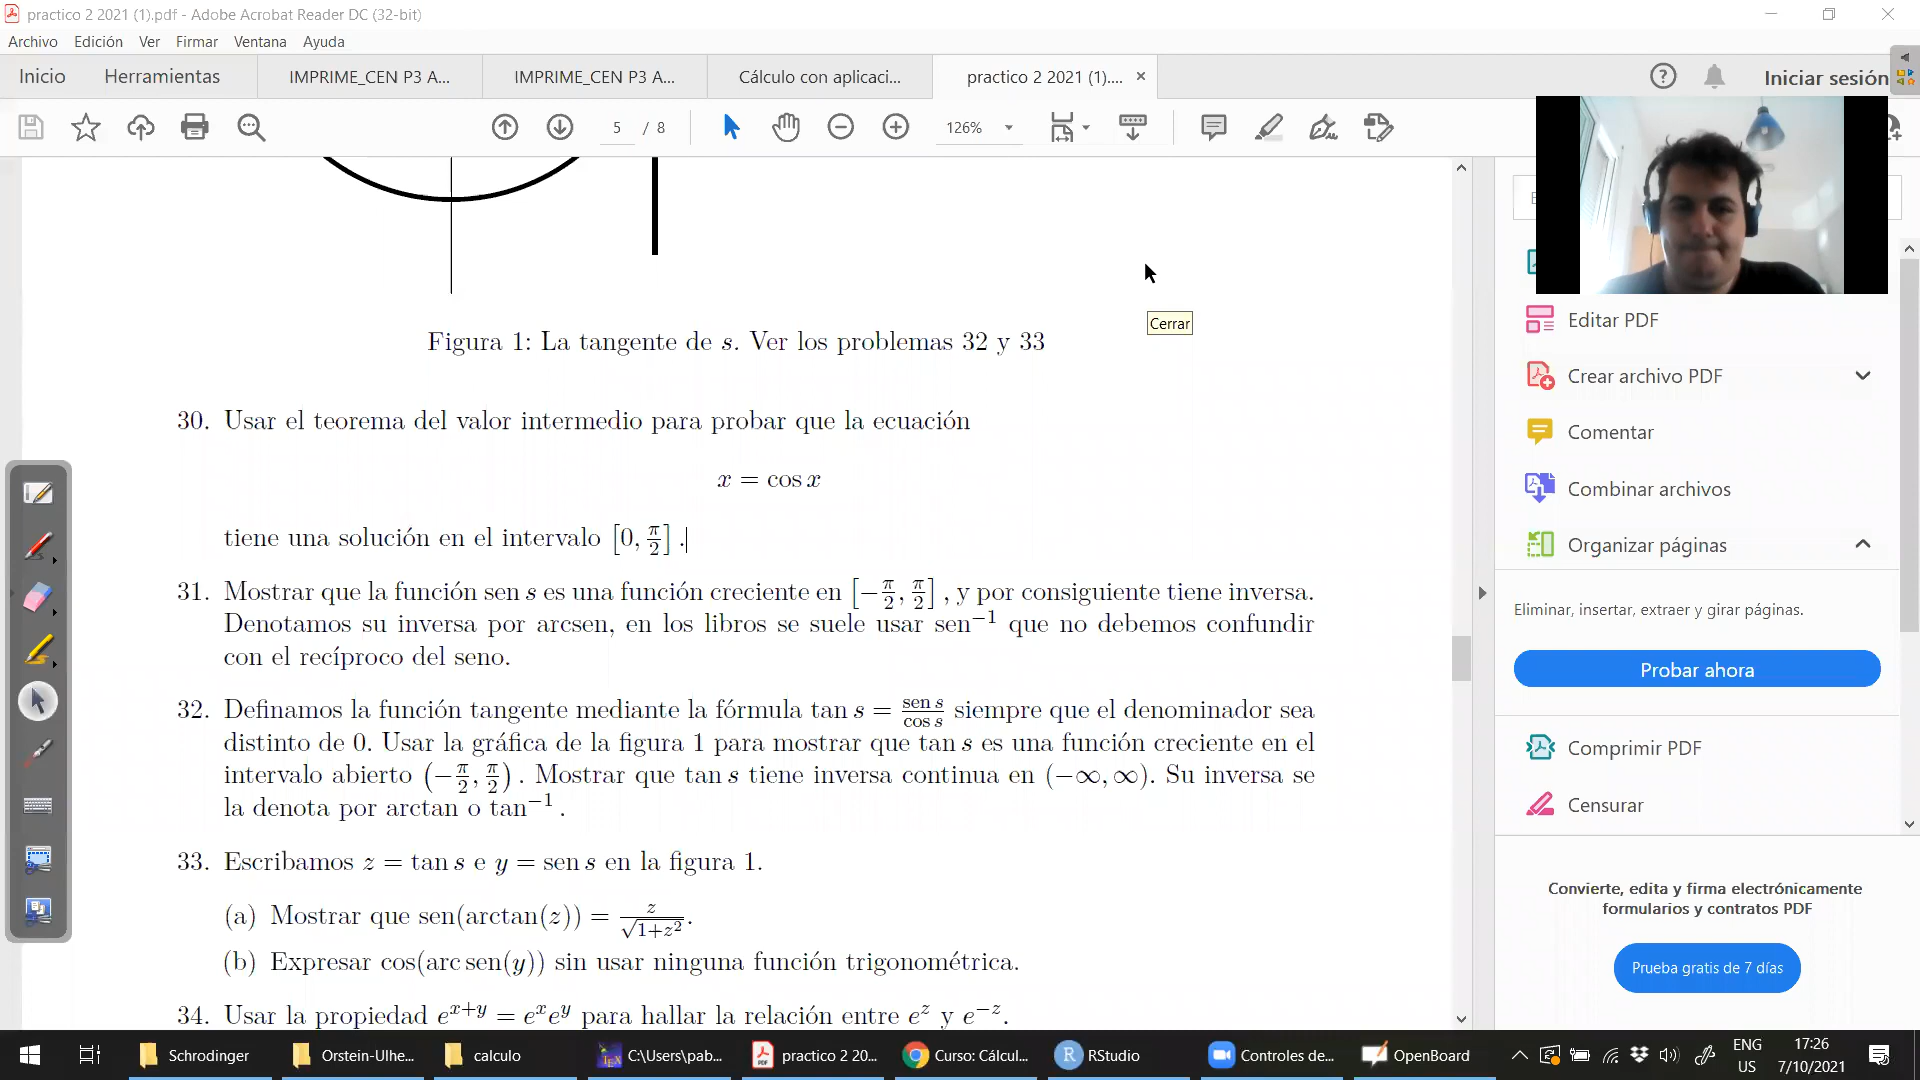 practico 2 2021 (1).pdf - Adobe Acrobat Reader DC (32-bit)
Archivo Edición Ver Firmar Ventana Ayuda
Inicio Herramientas IMPRIME_CEN P3 A... IMPRIME_CEN P3 A... Cálculo con aplicaci... practico 2 2021 (1).... × Iniciar sesión
5 / 8 126%
Figura 1: La tangente de s. Ver los problemas 32 y 33
Cerrar
30. Usar el teorema del valor intermedio para probar que la ecuación
x = cos x
tiene una solución en el intervalo [0, π/2] .
31. Mostrar que la función sen s es una función creciente en [−π/2, π/2] , y por consiguiente tiene inversa.
Denotamos su inversa por arcsen, en los libros se suele usar sen⁻¹ que no debemos confundir
con el recíproco del seno.
32. Definamos la función tangente mediante la fórmula tan s = sen s/cos s siempre que el denominador sea
distinto de 0. Usar la gráfica de la figura 1 para mostrar que tan s es una función creciente en el
intervalo abierto (−π/2, π/2) . Mostrar que tan s tiene inversa continua en (−∞, ∞). Su inversa se
la denota por arctan o tan⁻¹ .
33. Escribamos z = tan s e y = sen s en la figura 1.
(a) Mostrar que sen(arctan(z)) = z/√(1+z²).
(b) Expresar cos(arc sen(y)) sin usar ninguna función trigonométrica.
34. Usar la propiedad eˣ⁺ʸ = eˣeʸ para hallar la relación entre eᶻ y e⁻ᶻ.
Editar PDF
Crear archivo PDF
Comentar
Combinar archivos
Organizar páginas
Eliminar, insertar, extraer y girar páginas.
Probar ahora
Comprimir PDF
Censurar
Convierte, edita y firma electrónicamente
formularios y contratos PDF
Prueba gratis de 7 días
Schrodinger Orstein-Ulhe... calculo C:\Users\pab... practico 2 20... Curso: Cálcul... RStudio Controles de... OpenBoard
ENG
US
17:26
7/10/2021